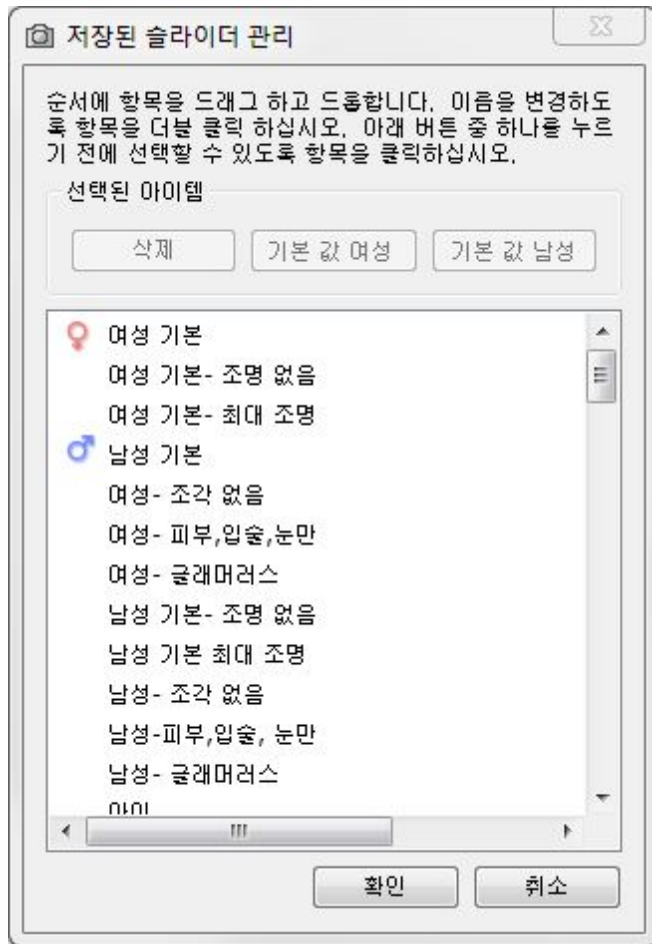 저장된 슬라이더 관리
순서에 항목을 드래그 하고 드롭합니다. 이름을 변경하도
록 항목을 더블 클릭 하십시오. 아래 버튼 중 하나를 누르
기 전에 선택할 수 있도록 항목을 클릭하십시오.
선택된 아이템
삭제 기본 값 여성 기본 값 남성
여성 기본
여성 기본- 조명 없음
여성 기본- 최대 조명
남성 기본
여성- 조각 없음
여성- 피부,입술,눈만
여성- 글래머러스
남성 기본- 조명 없음
남성 기본 최대 조명
남성- 조각 없음
남성-피부,입술, 눈만
남성- 글래머러스
확인 취소